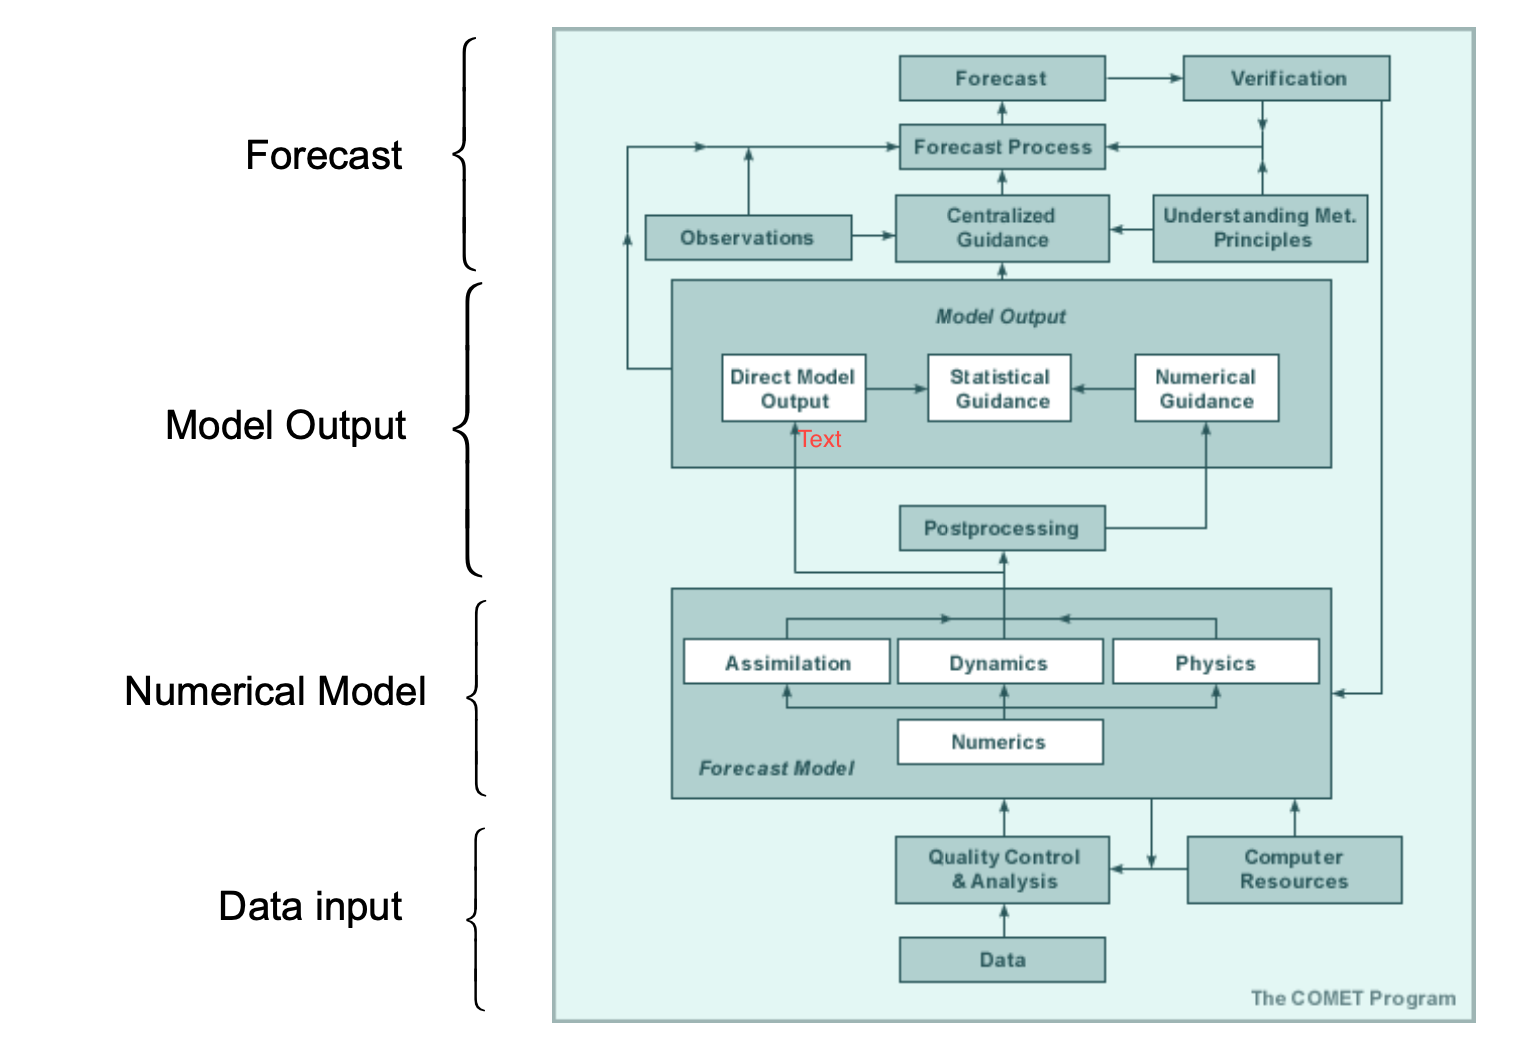 Forecast
Model Output
Numerical Model
Data input
Forecast
Verification
Forecast Process
Centralized
Guidance
Understanding Met.
Principles
Observations
Model Output
Direct Model
Output
Statistical
Guidance
Numerical
Guidance
Text
Postprocessing
Assimilation
Dynamics
Physics
Numerics
Forecast Model
Quality Control
& Analysis
Computer
Resources
Data
The COMET Program